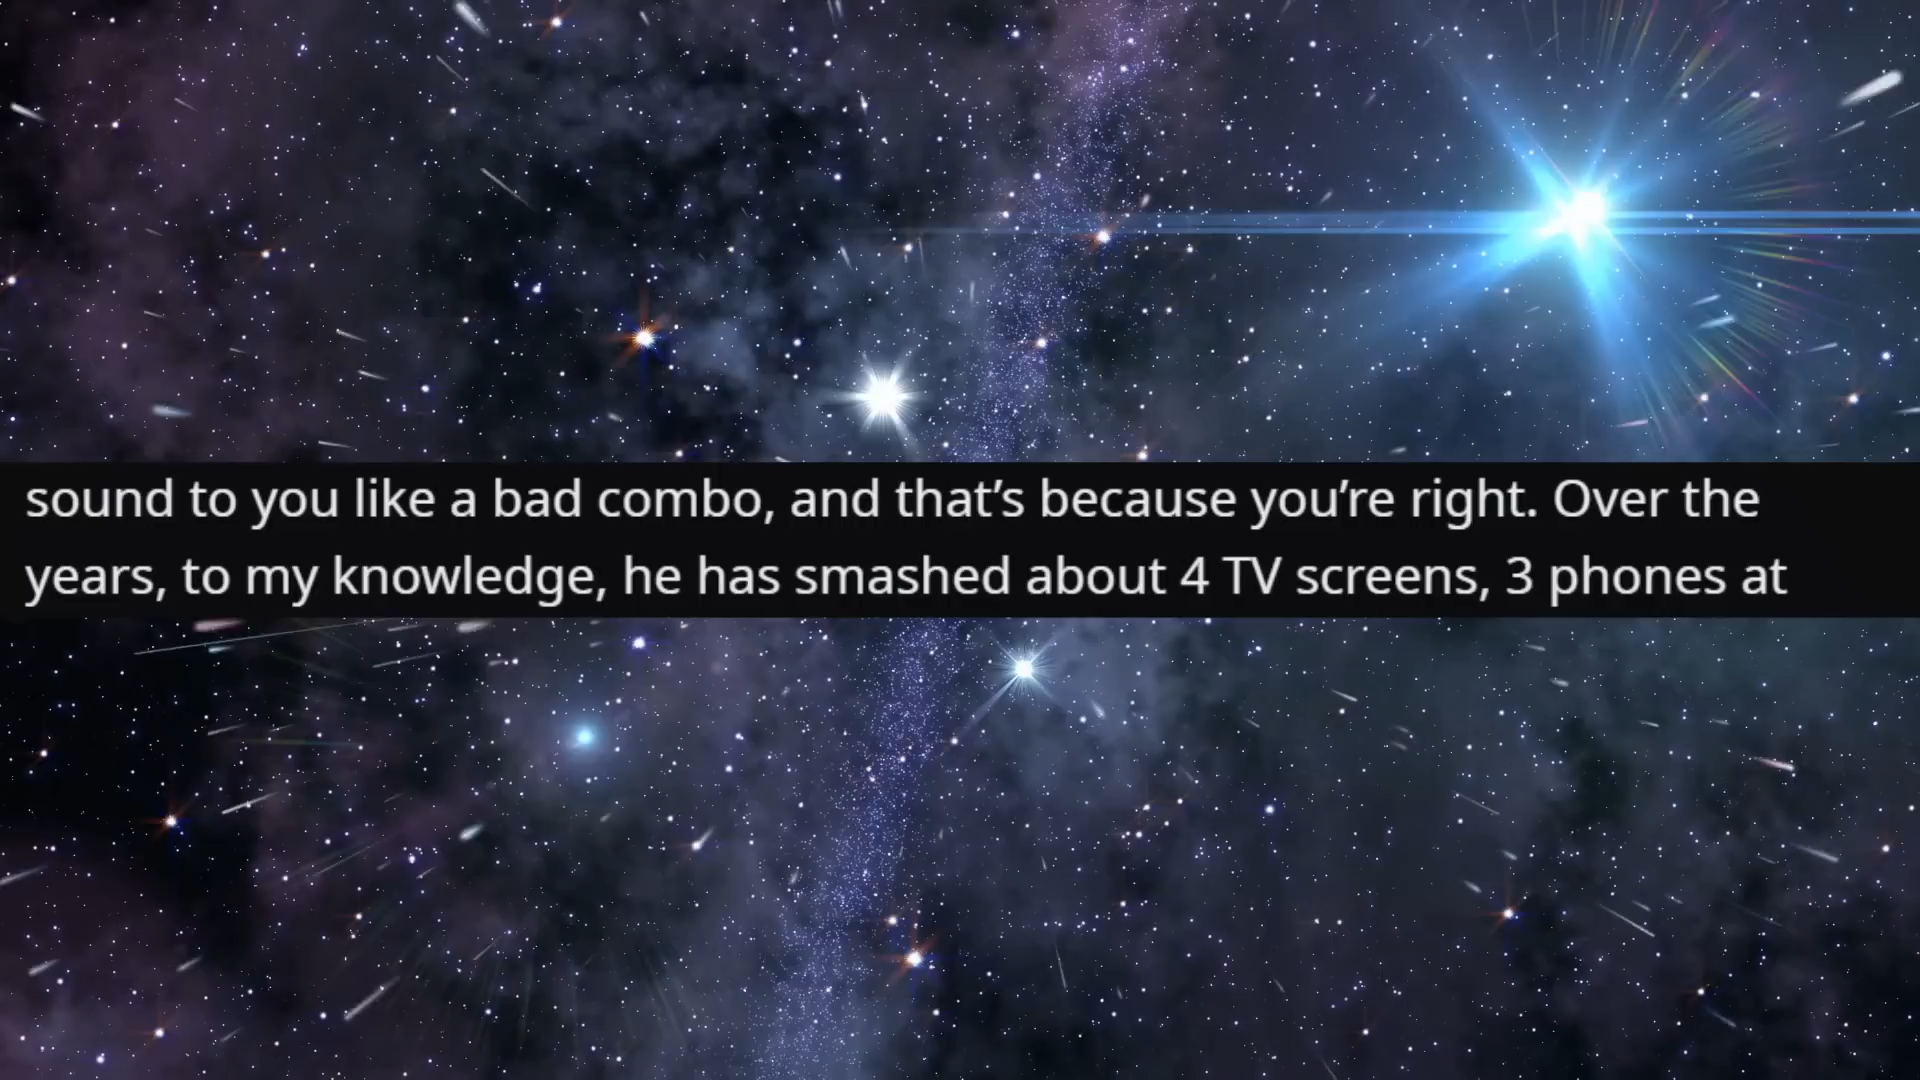 sound to you like a bad combo, and that’s because you’re right. Over the
years, to my knowledge, he has smashed about 4 TV screens, 3 phones at